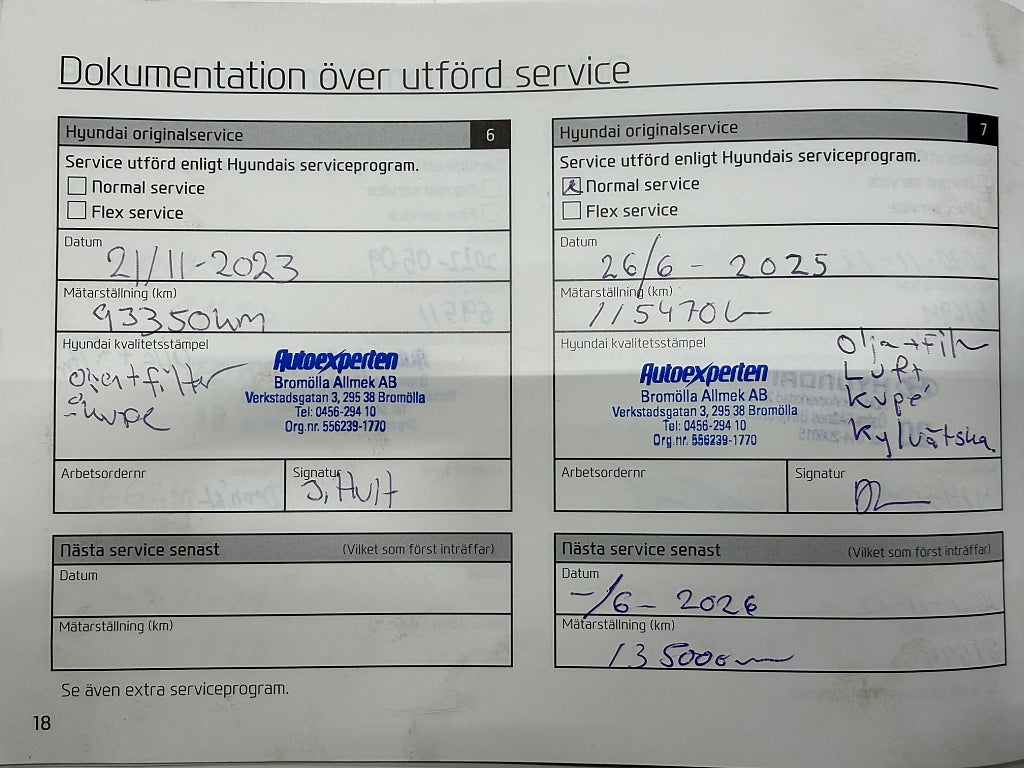 Dokumentation över utförd service
Hyundai originalservice 6
Service utförd enligt Hyundais serviceprogram.
Normal service
Flex service
Datum
21/11-2023
Mätarställning (km)
93350km
Hyundai kvalitetsstämpel
Olja+filter
-kupe
Autoexperten
Bromölla Allmek AB
Verkstadsgatan 3, 295 38 Bromölla
Tel: 0456-294 10
Org.nr. 556239-1770
Arbetsordernr
Signatur
J, Hult
Nästa service senast (Vilket som först inträffar)
Datum
Mätarställning (km)
Se även extra serviceprogram.
18
Hyundai originalservice 7
Service utförd enligt Hyundais serviceprogram.
Normal service
Flex service
Datum
26/6 - 2025
Mätarställning (km)
115470
Hyundai kvalitetsstämpel
Autoexperten
Bromölla Allmek AB
Verkstadsgatan 3, 295 38 Bromölla
Tel: 0456-294 10
Org.nr. 556239-1770
Olja+filt
Luft,
Kupe
Kylvätska
Arbetsordernr
Signatur
Nästa service senast (Vilket som först inträffar)
Datum
-/6- 2026
Mätarställning (km)
135000